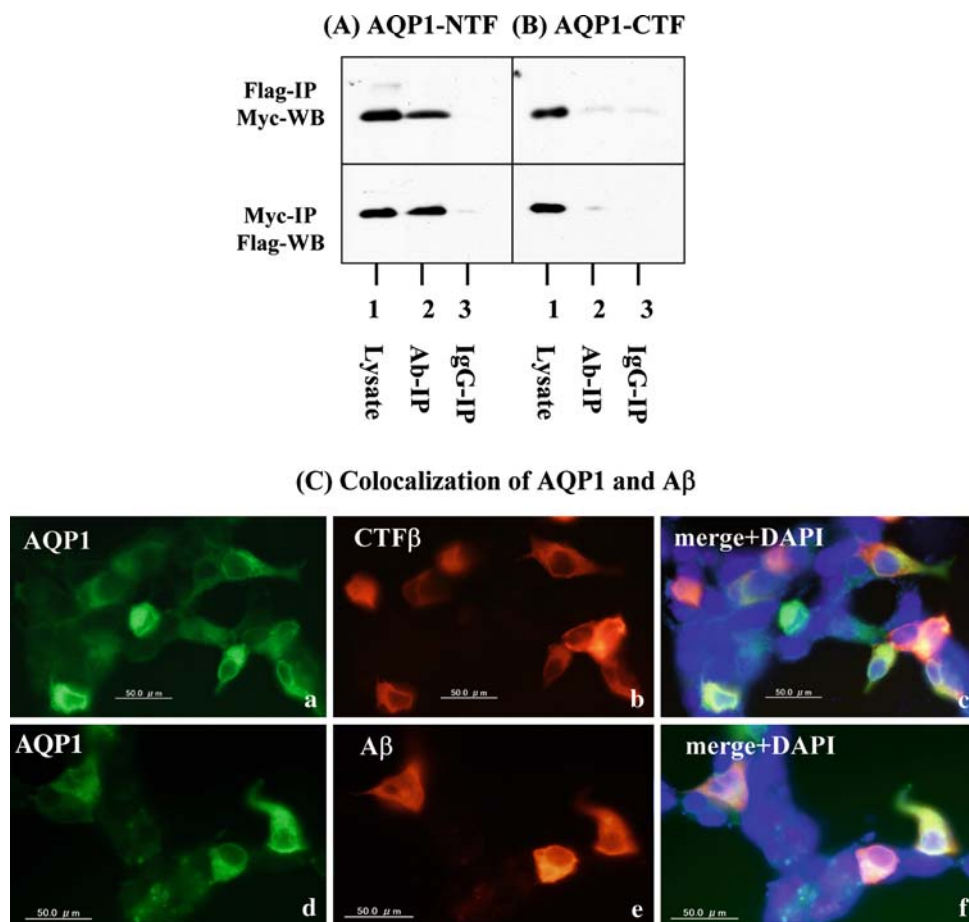 (A) AQP1-NTF (B) AQP1-CTF
Flag-IP
Myc-WB
Myc-IP
Flag-WB
1 2 3 1 2 3
Lysate Ab-IP IgG-IP Lysate Ab-IP IgG-IP
(C) Colocalization of AQP1 and Aβ
AQP1 CTFβ merge+DAPI
50.0 μm a 50.0 μm b 50.0 μm c
AQP1 Aβ merge+DAPI
50.0 μm d 50.0 μm e 50.0 μm f